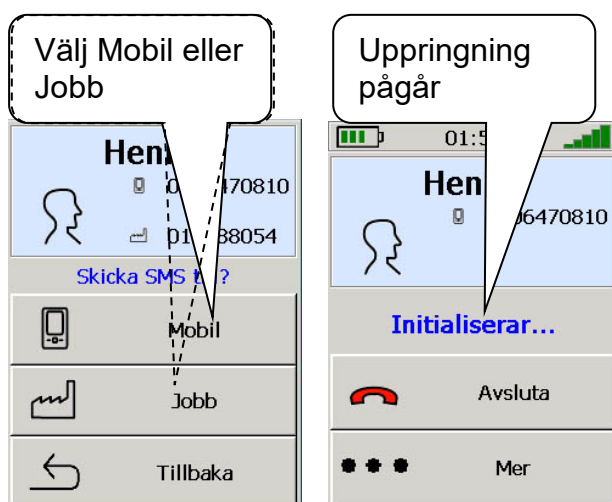 Välj Mobil eller
Jobb
Hen
470810
01 38054
Skicka SMS ?
Mobil
Jobb
Tillbaka
Uppringning
pågår
01:5
Hen
06470810
Initialiserar...
Avsluta
Mer